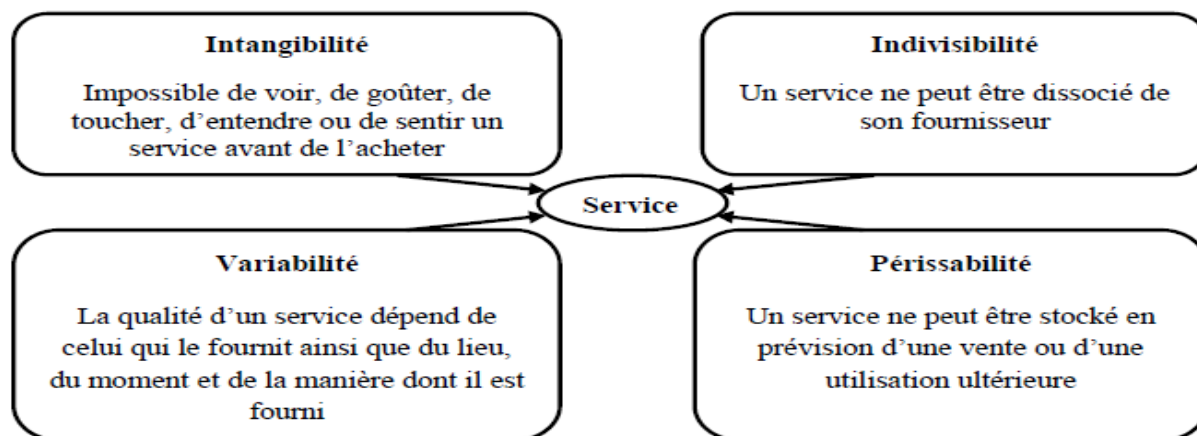 Intangibilité
Impossible de voir, de goûter, de
toucher, d’entendre ou de sentir un
service avant de l’acheter
Indivisibilité
Un service ne peut être dissocié de
son fournisseur
Service
Variabilité
La qualité d’un service dépend de
celui qui le fournit ainsi que du lieu,
du moment et de la manière dont il est
fourni
Périssabilité
Un service ne peut être stocké en
prévision d’une vente ou d’une
utilisation ultérieure